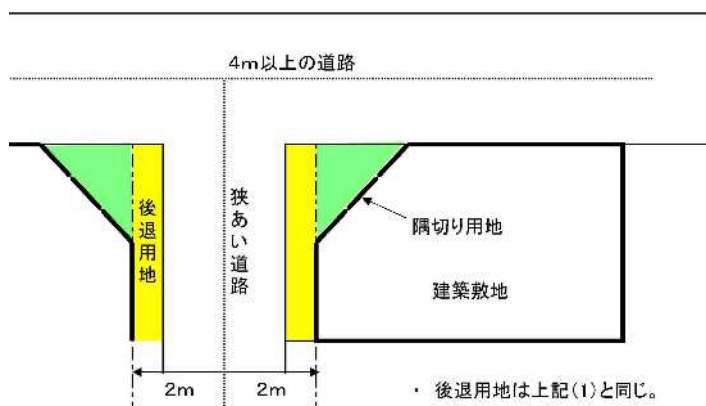 4m以上の道路
後退用地
狭あい道路
隅切り用地
建築敷地
2m
2m
・ 後退用地は上記(1)と同じ。